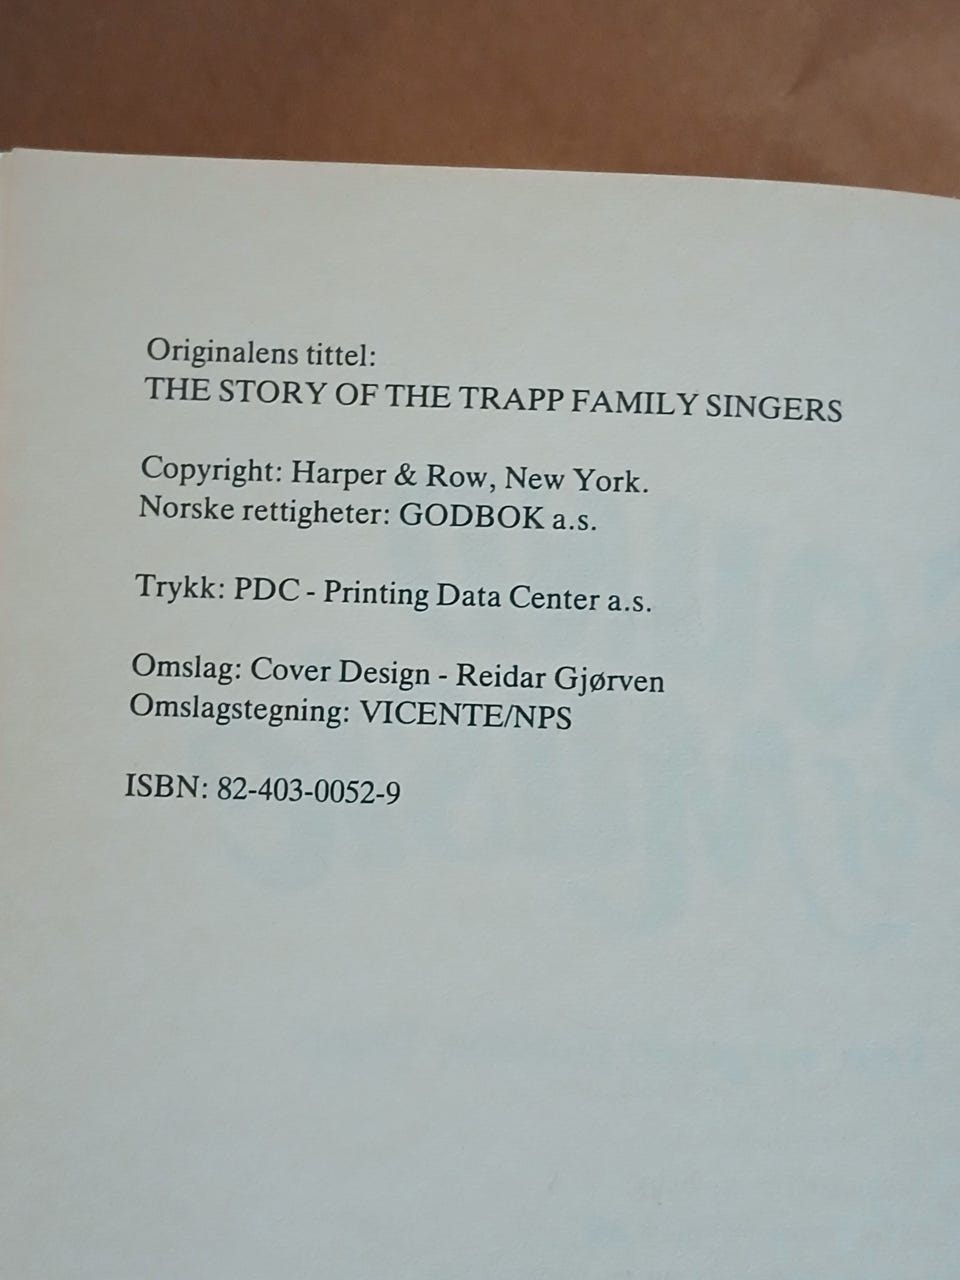 Originalens tittel:
THE STORY OF THE TRAPP FAMILY SINGERS
Copyright: Harper & Row, New York.
Norske rettigheter: GODBOK a.s.
Trykk: PDC - Printing Data Center a.s.
Omslag: Cover Design - Reidar Gjørven
Omslagstegning: VICENTE/NPS
ISBN: 82-403-0052-9